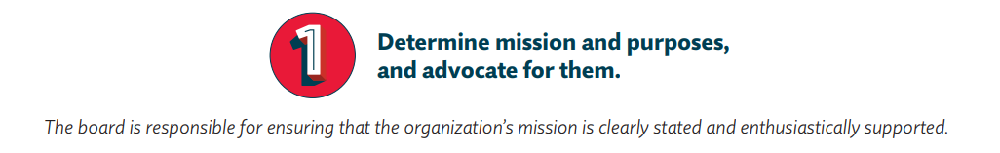 1
Determine mission and purposes,
and advocate for them.
The board is responsible for ensuring that the organization’s mission is clearly stated and enthusiastically supported.